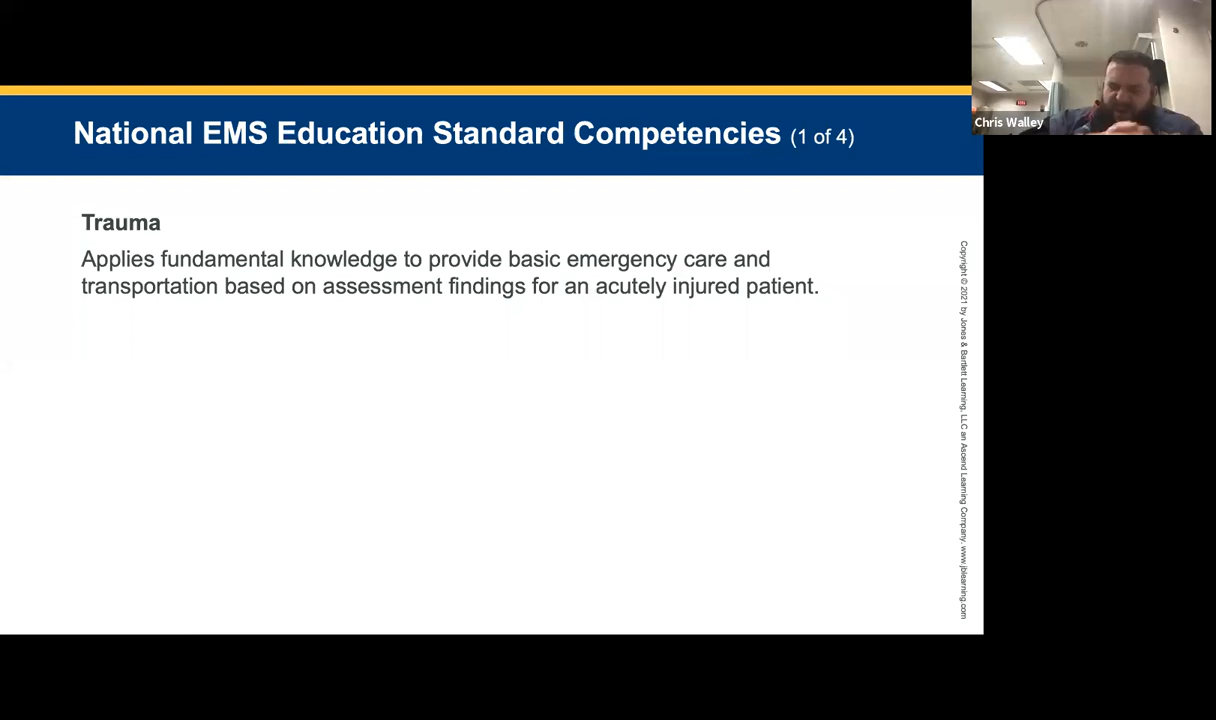 National EMS Education Standard Competencies (1 of 4)
Chris Walley
Trauma
Applies fundamental knowledge to provide basic emergency care and
transportation based on assessment findings for an acutely injured patient.
Copyright © 2021 by Jones & Bartlett Learning, LLC an Ascend Learning Company. www.jblearning.com